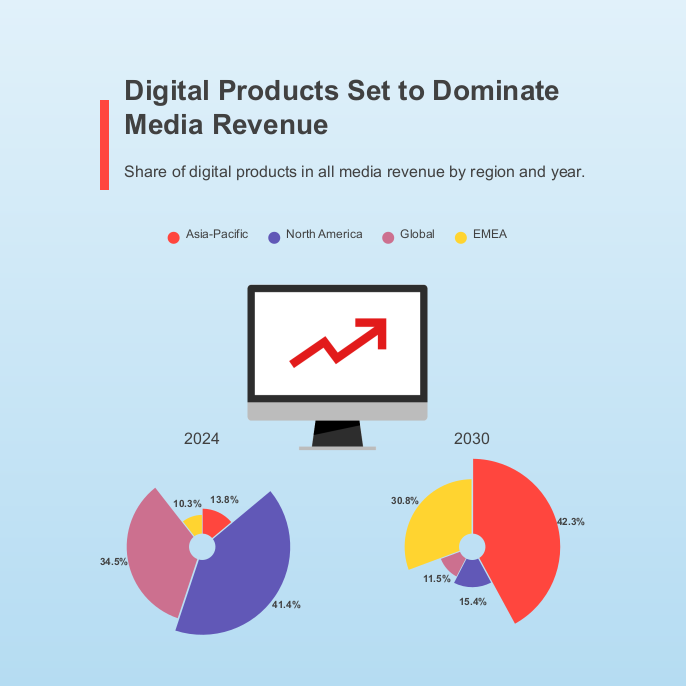 Digital Products Set to Dominate
Media Revenue
Share of digital products in all media revenue by region and year.
Asia-Pacific North America Global EMEA
2024 2030
10.3% 13.8%
34.5%
41.4%
30.8%
42.3%
11.5%
15.4%